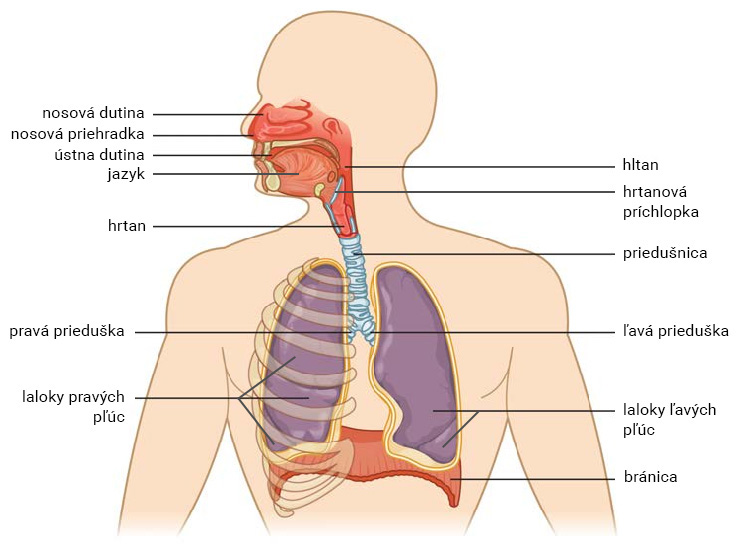 nosová dutina
nosová priehradka
ústna dutina
jazyk
hrtan
pravá prieduška
laloky pravých
pľúc
hltan
hrtanová
príchlopka
priedušnica
ľavá prieduška
laloky ľavých
pľúc
bránica